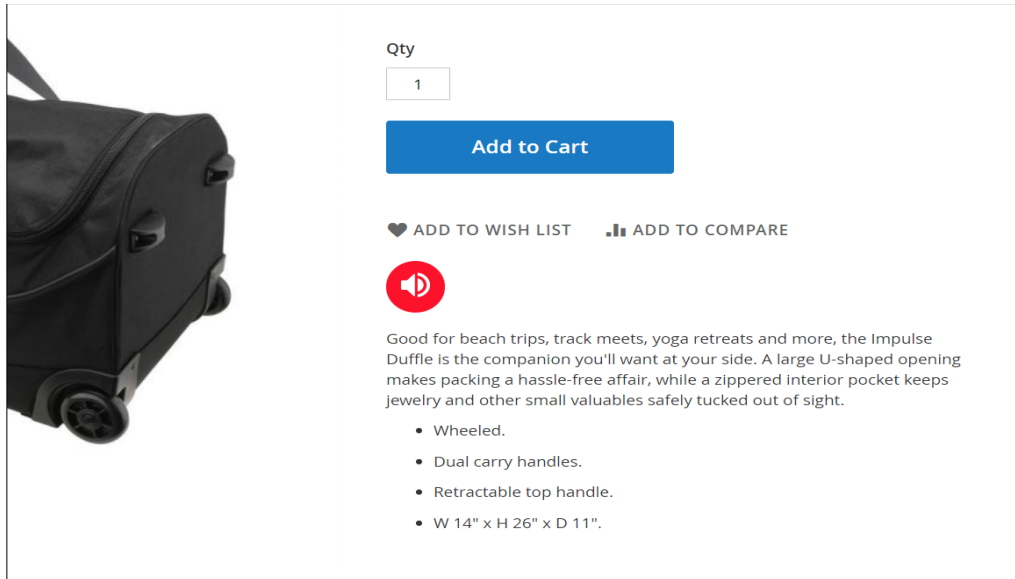 Qty
1
Add to Cart
ADD TO WISH LIST
ADD TO COMPARE
Good for beach trips, track meets, yoga retreats and more, the Impulse
Duffle is the companion you'll want at your side. A large U-shaped opening
makes packing a hassle-free affair, while a zippered interior pocket keeps
jewelry and other small valuables safely tucked out of sight.
Wheeled.
Dual carry handles.
Retractable top handle.
W 14" x H 26" x D 11".